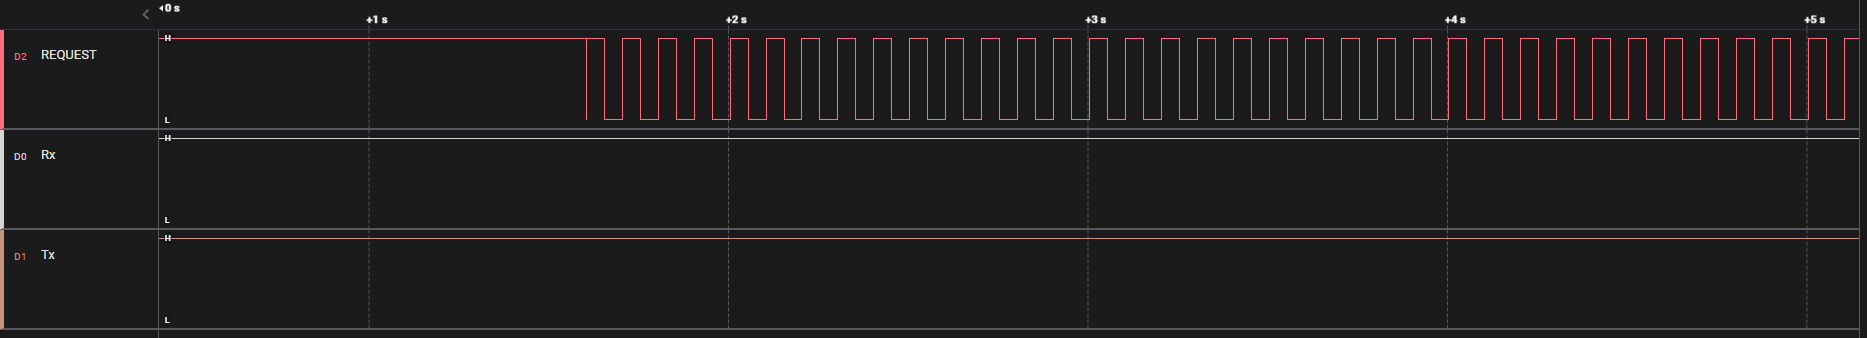 0 s
+1 s +2 s +3 s +4 s +5 s
D2 REQUEST
H
L
D0 Rx
H
L
D1 Tx
H
L